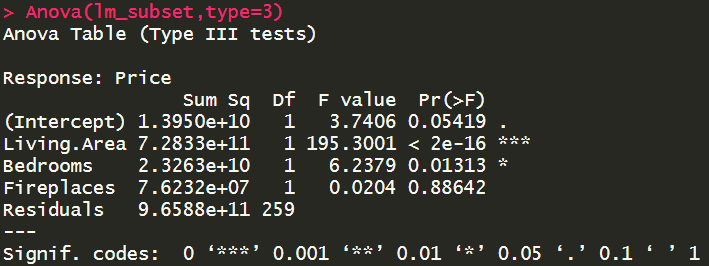 > Anova(lm_subset,type=3)
Anova Table (Type III tests)

Response: Price
                Sum Sq  Df  F value  Pr(>F)
(Intercept) 1.3950e+10   1   3.7406 0.05419 .
Living.Area 7.2833e+11   1 195.3001 < 2e-16 ***
Bedrooms    2.3263e+10   1   6.2379 0.01313 *
Fireplaces  7.6232e+07   1   0.0204 0.88642
Residuals   9.6588e+11 259
---
Signif. codes:  0 ‘***’ 0.001 ‘**’ 0.01 ‘*’ 0.05 ‘.’ 0.1 ‘ ’ 1